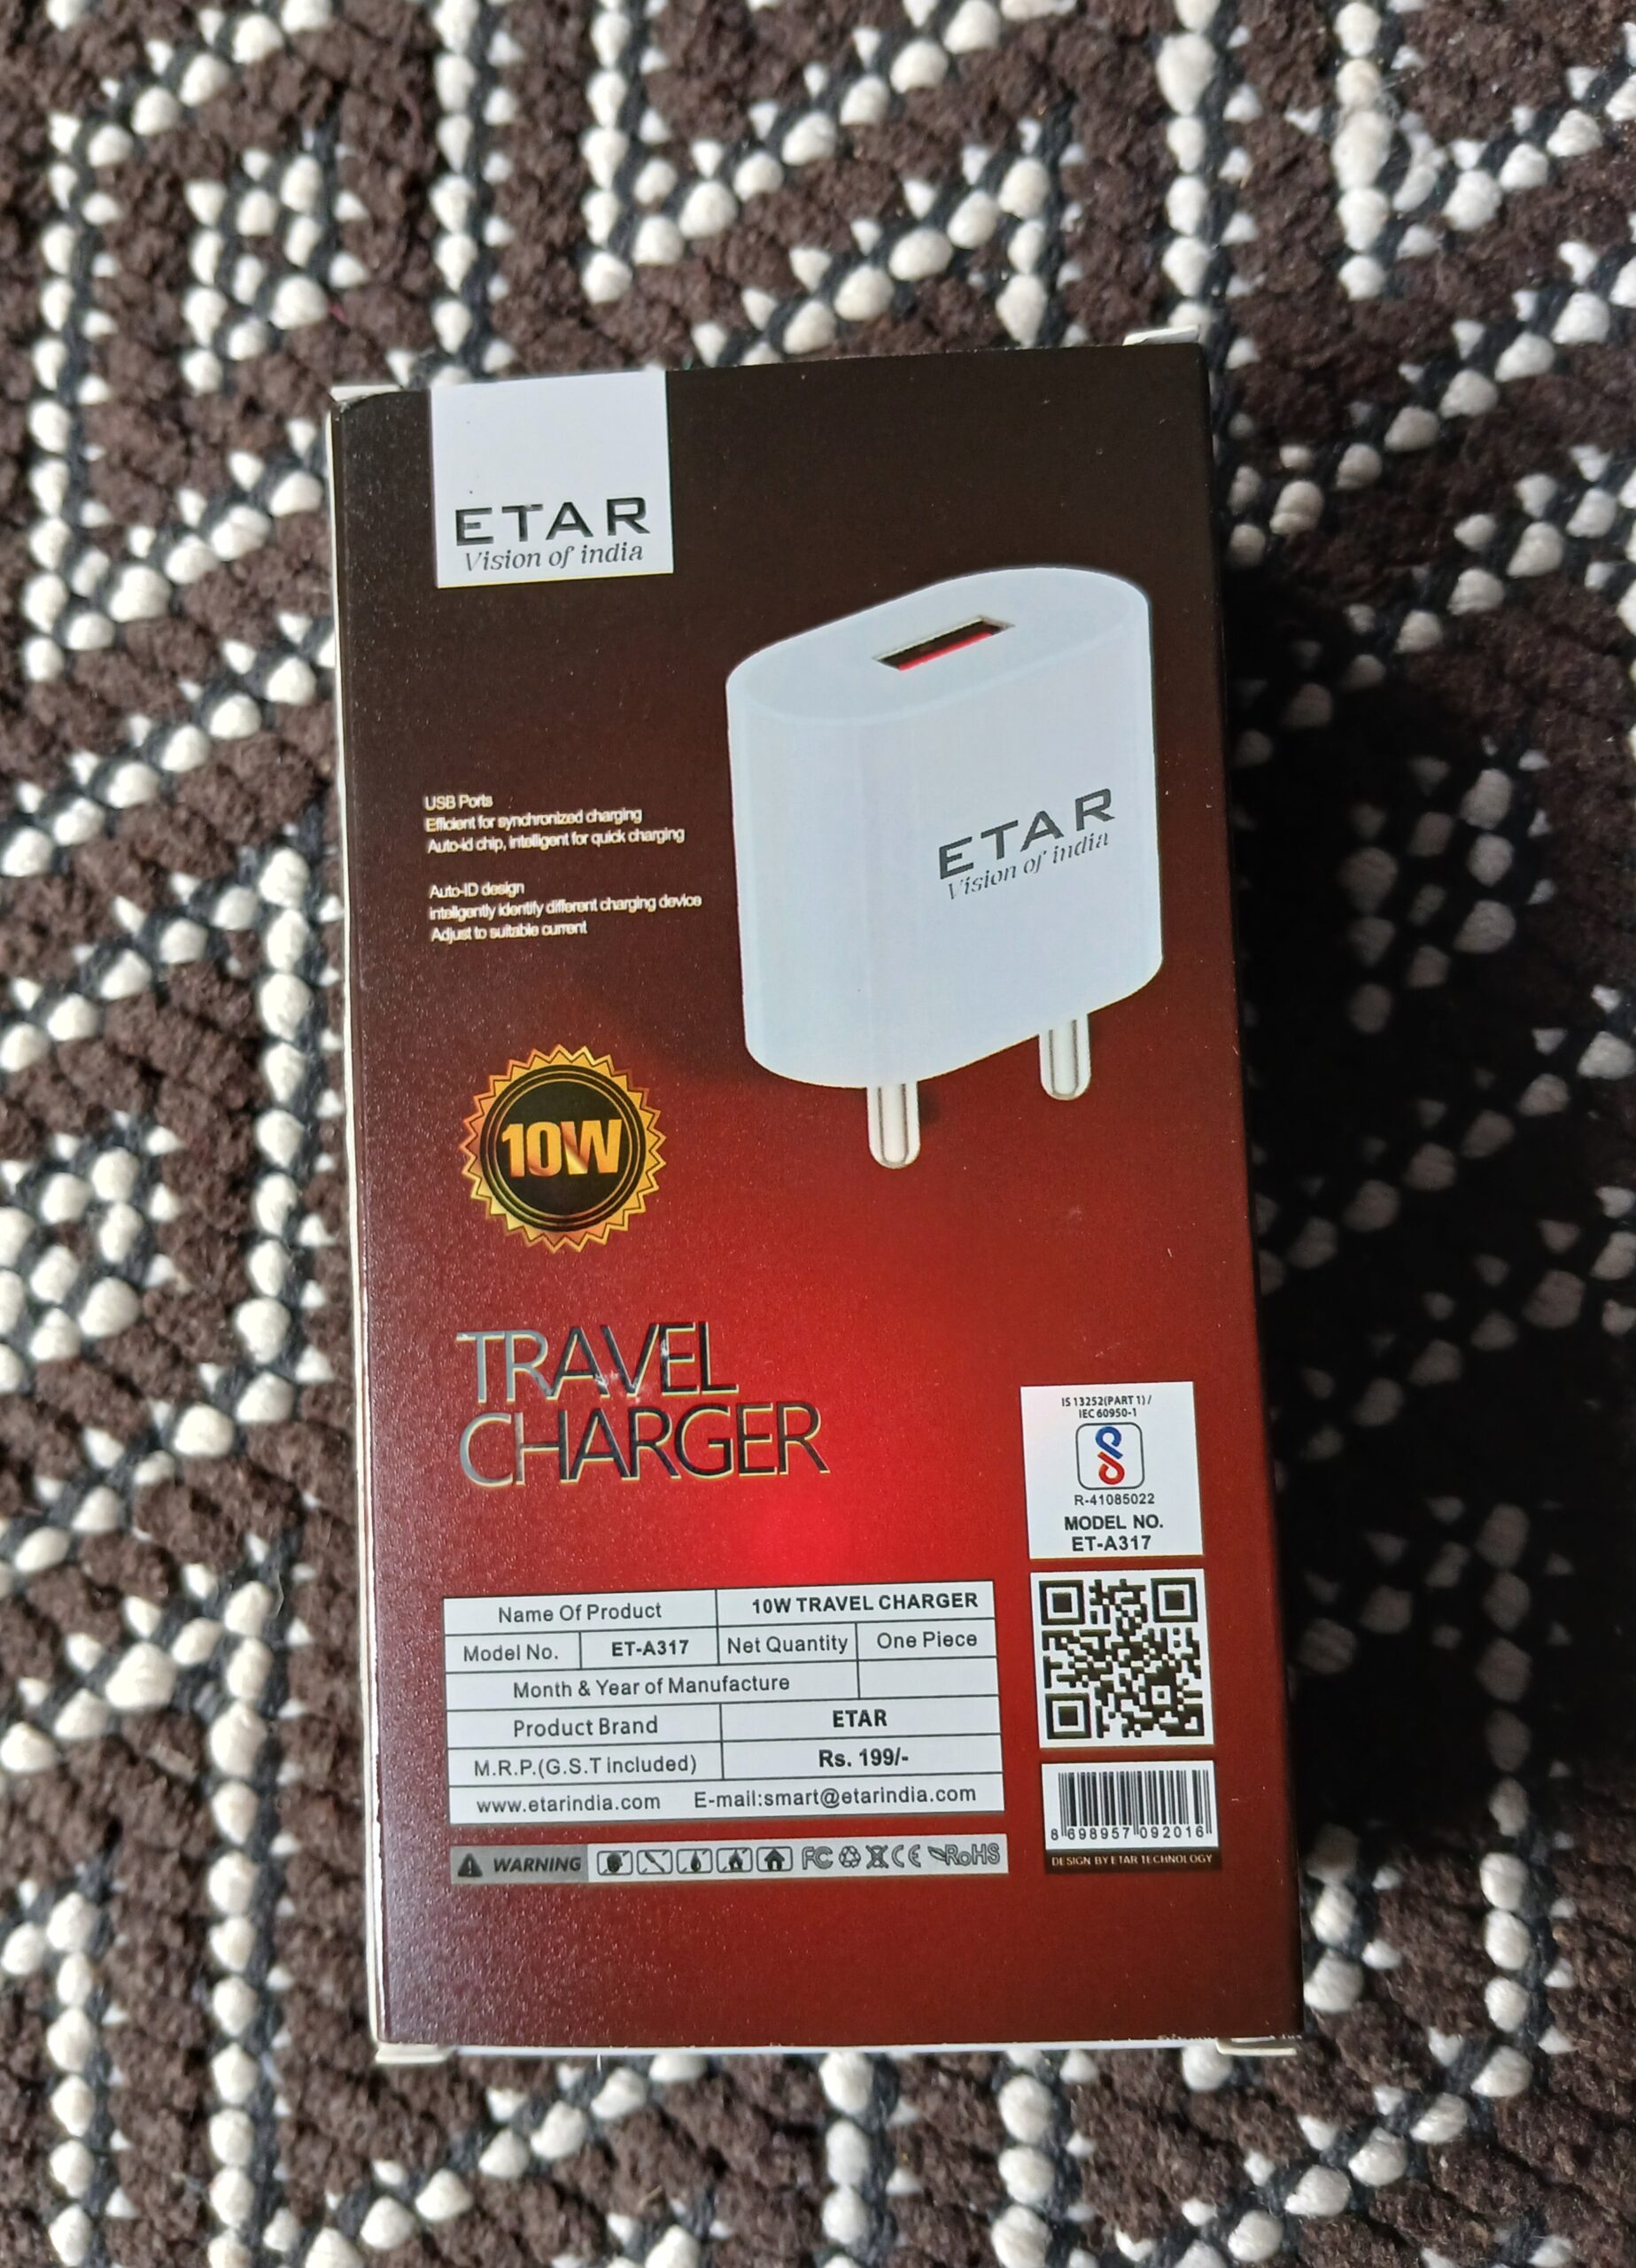 ETAR
Vision of india
ETAR
Vision of india
USB Ports
Efficient for synchronized charging
Auto-id chip, intelligent for quick charging
Auto-ID design
intelligently identify different charging device
Adjust to suitable current
10W
TRAVEL
CHARGER
IS 13252(PART 1) /
IEC 60950-1
R-41085022
MODEL NO.
ET-A317
Name Of Product 10W TRAVEL CHARGER
Model No. ET-A317 Net Quantity One Piece
Month & Year of Manufacture
Product Brand ETAR
M.R.P.(G.S.T included) Rs. 199/-
www.etarindia.com E-mail:smart@etarindia.com
WARNING FC CE RoHS
8 698957 092016
DESIGN BY ETAR TECHNOLOGY